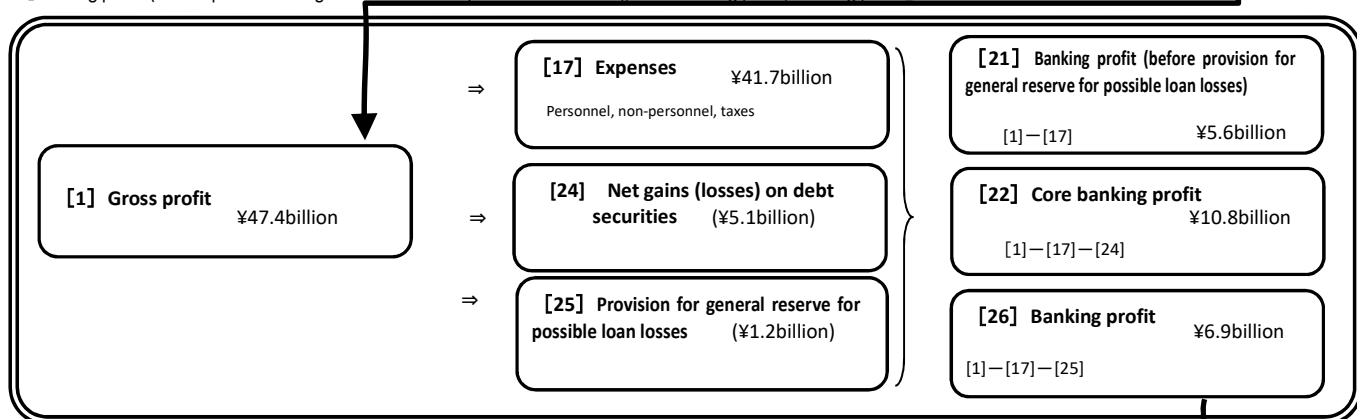 ⇒
[17] Expenses ¥41.7billion
Personnel, non-personnel, taxes
[1] Gross profit
¥47.4billion
⇒
[24] Net gains (losses) on debt
securities (¥5.1billion)
⇒
[25] Provision for general reserve for
possible loan losses (¥1.2billion)
[21] Banking profit (before provision for
general reserve for possible loan losses)
[1]－[17] ¥5.6billion
[22] Core banking profit
¥10.8billion
[1]－[17]－[24]
[26] Banking profit
¥6.9billion
[1]－[17]－[25]